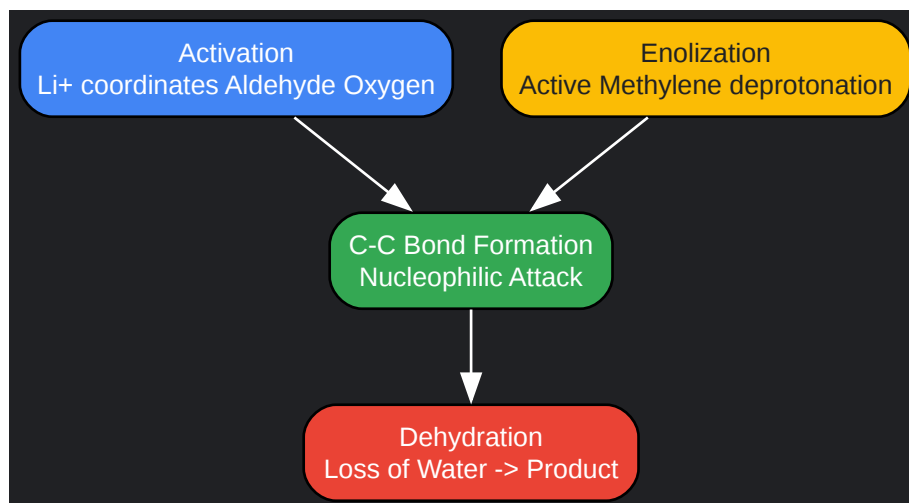 Activation
Li+ coordinates Aldehyde Oxygen
Enolization
Active Methylene deprotonation
C-C Bond Formation
Nucleophilic Attack
Dehydration
Loss of Water -> Product